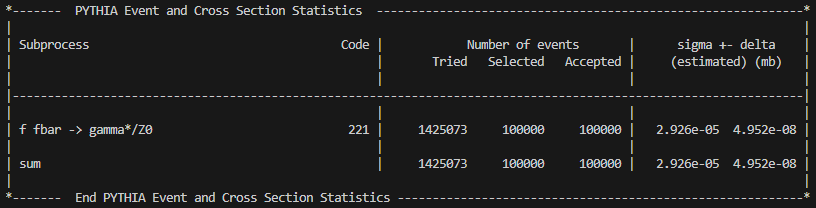 *-------  PYTHIA Event and Cross Section Statistics  -------------------------------------------------------------*
|                                                                                                                 |
| Subprocess                                    Code |            Number of events       |      sigma +- delta    |
|                                                    |       Tried   Selected   Accepted |     (estimated) (mb)   |
|                                                    |                                   |                        |
|-----------------------------------------------------------------------------------------------------------------|
|                                                    |                                   |                        |
| f fbar -> gamma*/Z0                            221 |     1425073     100000     100000 |   2.926e-05  4.952e-08 |
|                                                    |                                   |                        |
| sum                                                |     1425073     100000     100000 |   2.926e-05  4.952e-08 |
|                                                                                                                 |
*-------  End PYTHIA Event and Cross Section Statistics ----------------------------------------------------------*